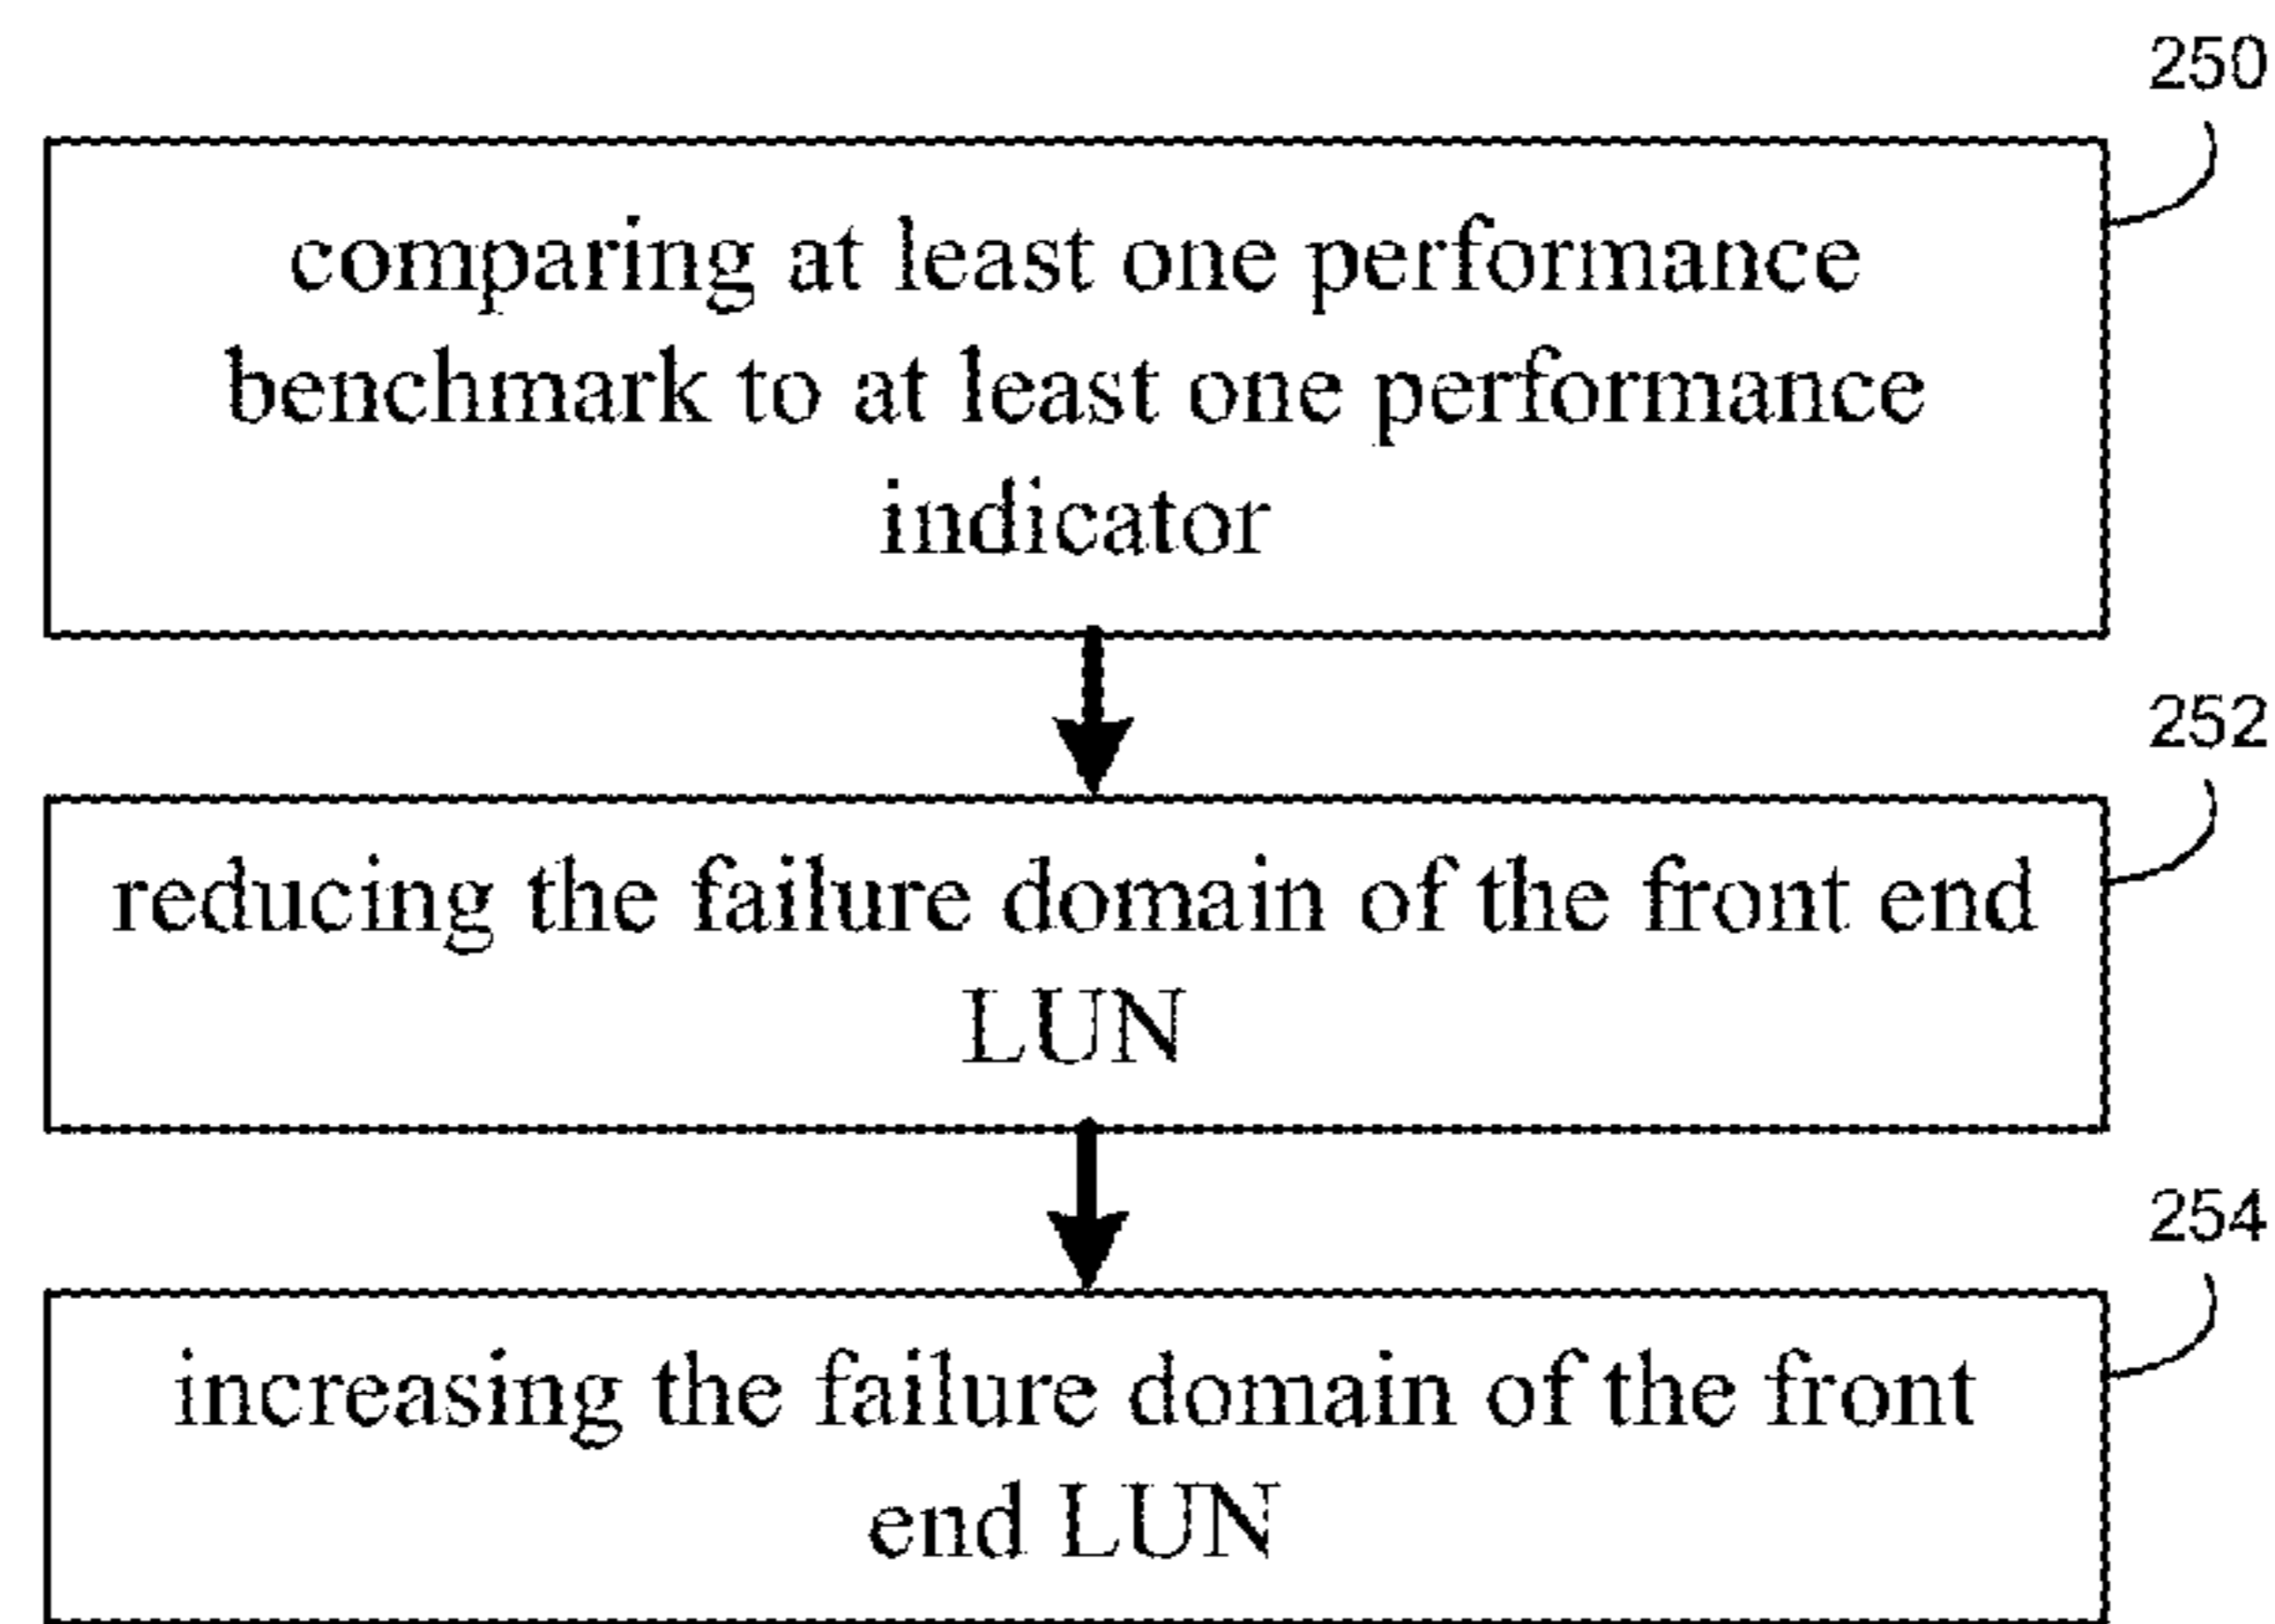 250
comparing at least one performance
benchmark to at least one performance
indicator
252
reducing the failure domain of the front end
LUN
254
increasing the failure domain of the front
end LUN